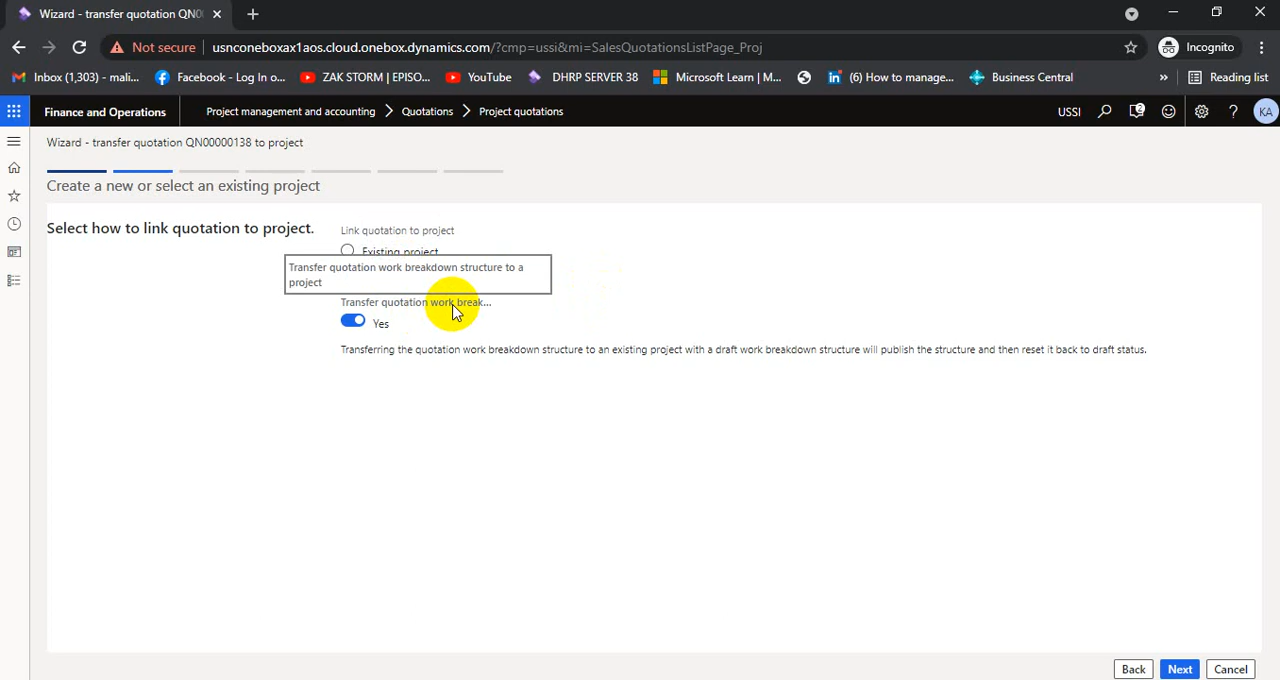 Wizard - transfer quotation QN0(
Not secure
usnconeboxax1aos.cloud.onebox.dynamics.com/?cmp=ussi&mi=SalesQuotationsListPage_Proj
Incognito
Inbox (1,303) - mali...
Facebook - Log In o...
ZAK STORM | EPISO...
YouTube
DHRP SERVER 38
Microsoft Learn | M...
(6) How to manage...
Business Central
»
Reading list
Finance and Operations
Project management and accounting
Quotations
Project quotations
USSI
2
KA
Wizard - transfer quotation QN00000138 to project
Create a new or select an existing project
Select how to link quotation to project.
Link quotation to project
Existing project
Transfer quotation work breakdown structure to a
project
Transfer quotation work break...
Yes
Transferring the quotation work breakdown structure to an existing project with a draft work breakdown structure will publish the structure and then reset it back to draft status.
Back
Next
Cancel